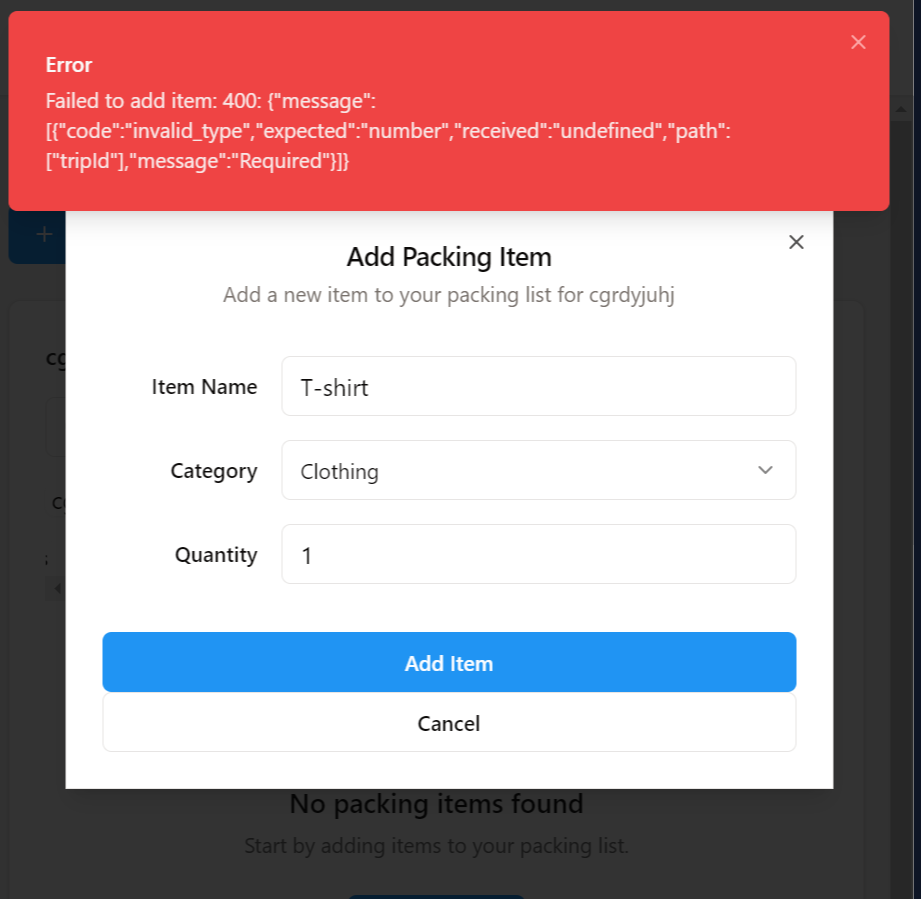 Error
Failed to add item: 400: {"message":
[{"code":"invalid_type","expected":"number","received":"undefined","path":
["tripId"],"message":"Required"}]}
+
Add Packing Item
Add a new item to your packing list for cgrdyjuhj
Item Name
T-shirt
Category
Clothing
Quantity
1
Add Item
Cancel
No packing items found
Start by adding items to your packing list.